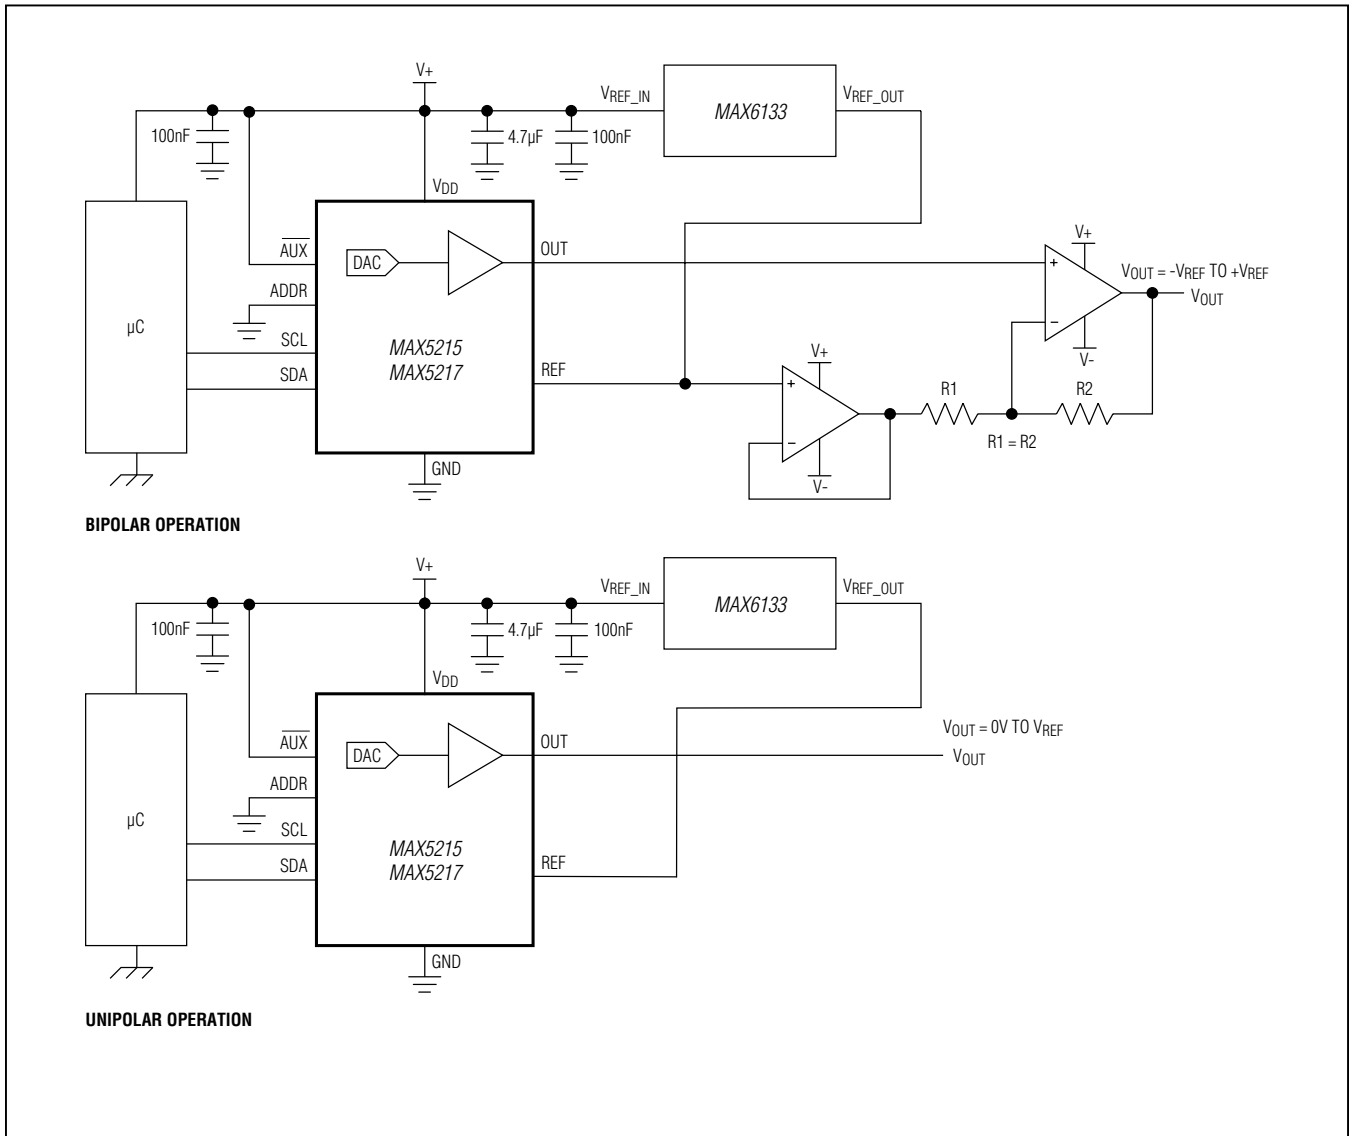 V+
VREF_IN
MAX6133
VREF_OUT
100nF
4.7µF
100nF
VDD
AUX
DAC
OUT
V+
+
VOUT = -VREF TO +VREF
VOUT
ADDR
µC
SCL
MAX5215
MAX5217
SDA
REF
−
V-
V+
+
−
V-
R1
R2
R1 = R2
GND
BIPOLAR OPERATION
V+
VREF_IN
MAX6133
VREF_OUT
100nF
4.7µF
100nF
VDD
AUX
DAC
OUT
VOUT = 0V TO VREF
VOUT
ADDR
µC
SCL
MAX5215
MAX5217
SDA
REF
GND
UNIPOLAR OPERATION